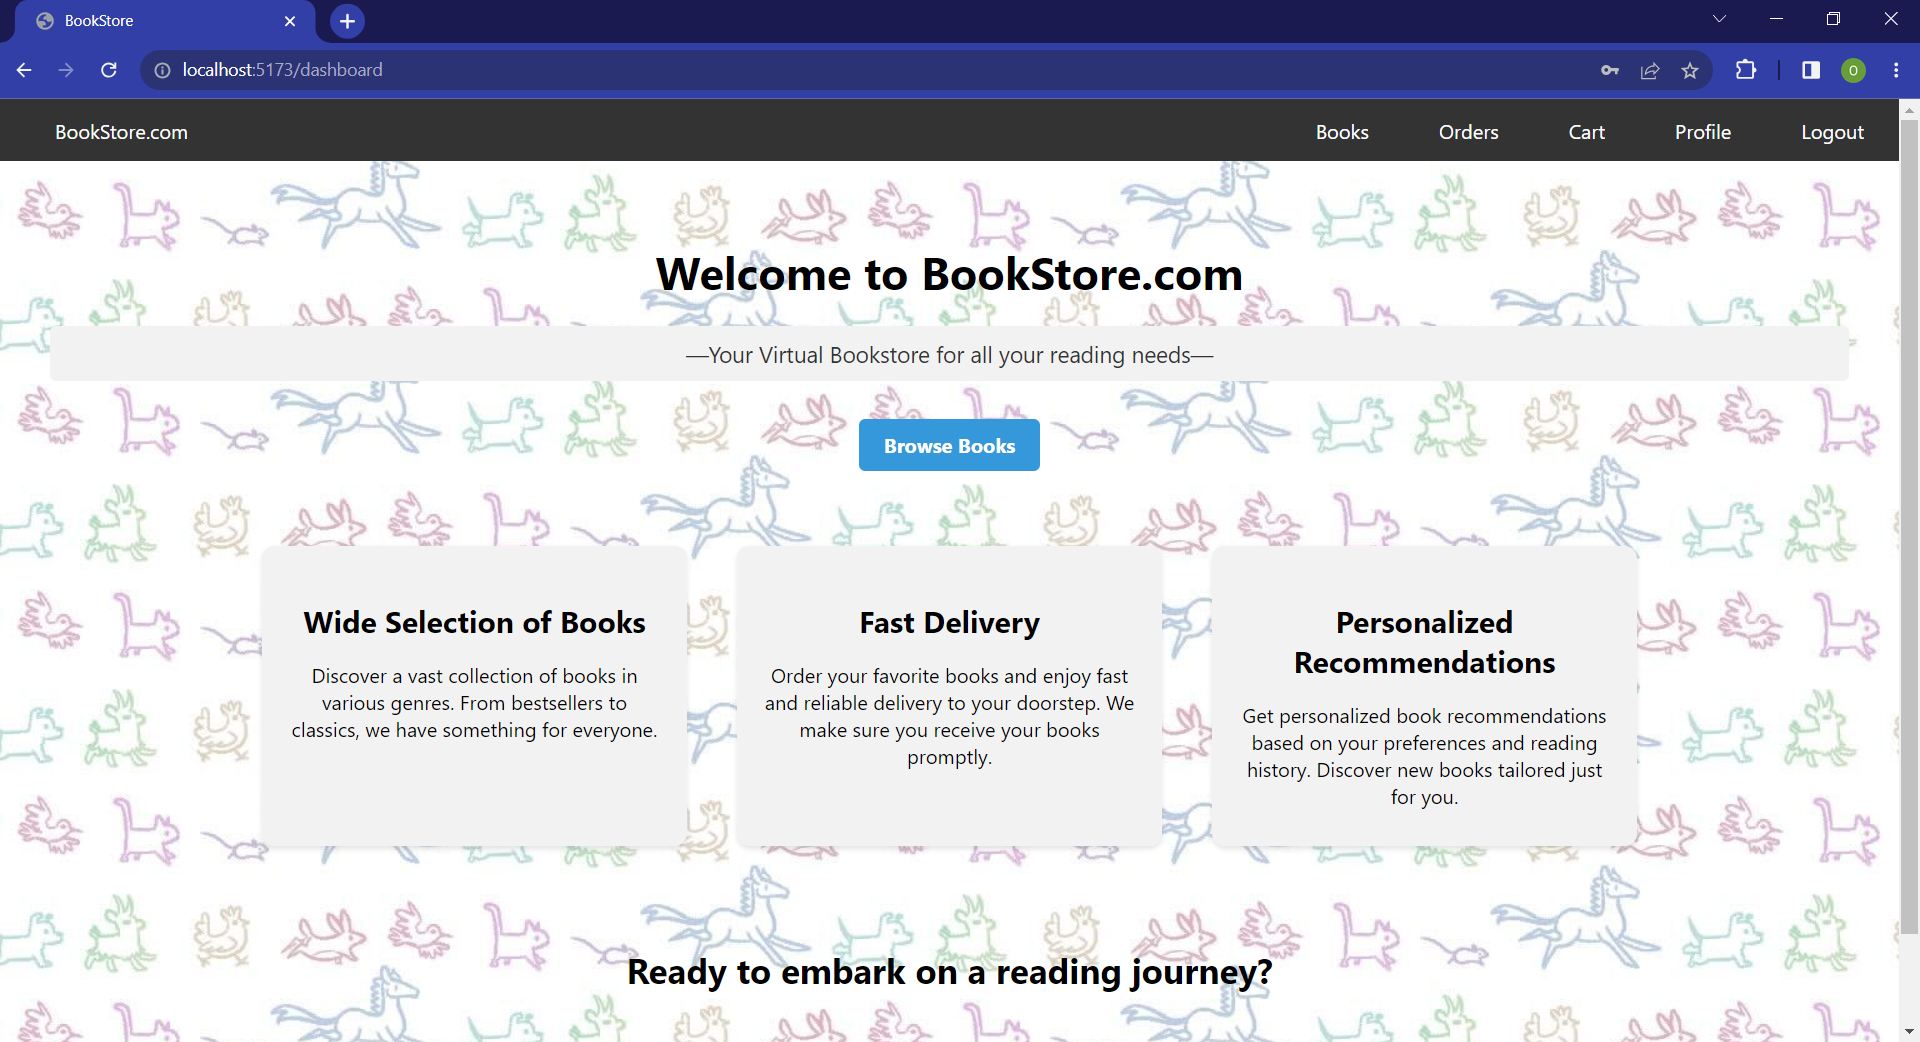 BookStore
localhost:5173/dashboard
O
BookStore.com
Books
Orders
Cart
Profile
Logout
Welcome to BookStore.com
—Your Virtual Bookstore for all your reading needs—
Browse Books
Wide Selection of Books
Discover a vast collection of books in
various genres. From bestsellers to
classics, we have something for everyone.
Fast Delivery
Order your favorite books and enjoy fast
and reliable delivery to your doorstep. We
make sure you receive your books
promptly.
Personalized
Recommendations
Get personalized book recommendations
based on your preferences and reading
history. Discover new books tailored just
for you.
Ready to embark on a reading journey?